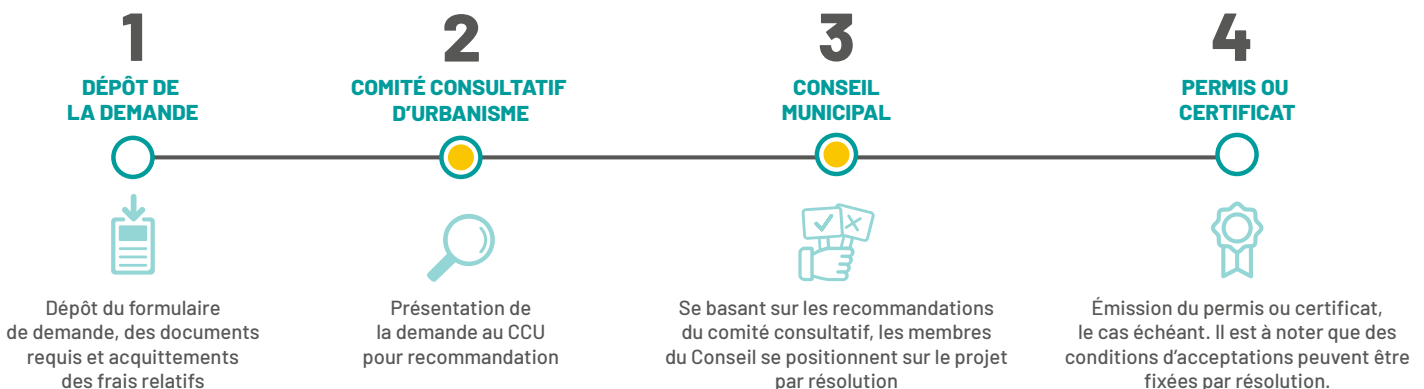 1
DÉPÔT DE
LA DEMANDE
Dépôt du formulaire
de demande, des documents
requis et acquittements
des frais relatifs
2
COMITÉ CONSULTATIF
D'URBANISME
Présentation de
la demande au CCU
pour recommandation
3
CONSEIL
MUNICIPAL
Se basant sur les recommandations
du comité consultatif, les membres
du Conseil se positionnent sur le projet
par résolution
4
PERMIS OU
CERTIFICAT
Émission du permis ou certificat,
le cas échéant. Il est à noter que des
conditions d'acceptations peuvent être
fixées par résolution.